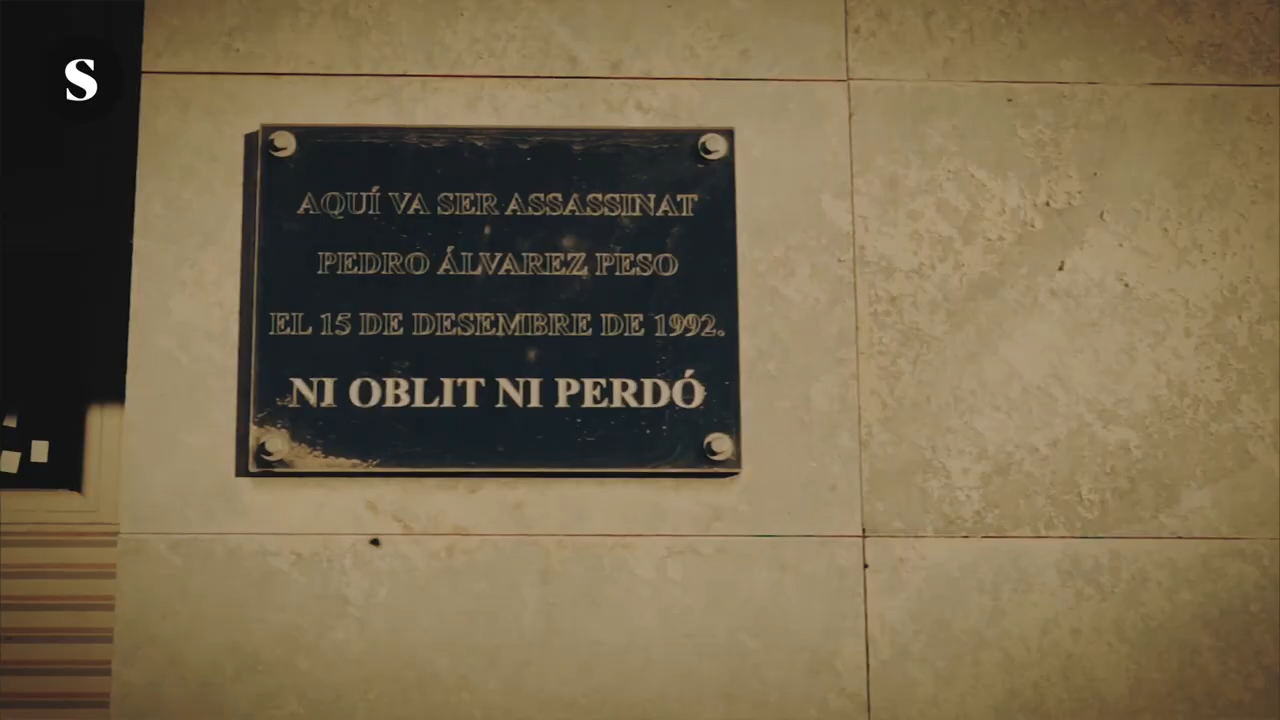 S
AQUÍ VA SER ASSASSINAT
PEDRO ÁLVAREZ PESO
EL 15 DE DESEMBRE DE 1992.
NI OBLIT NI PERDÓ